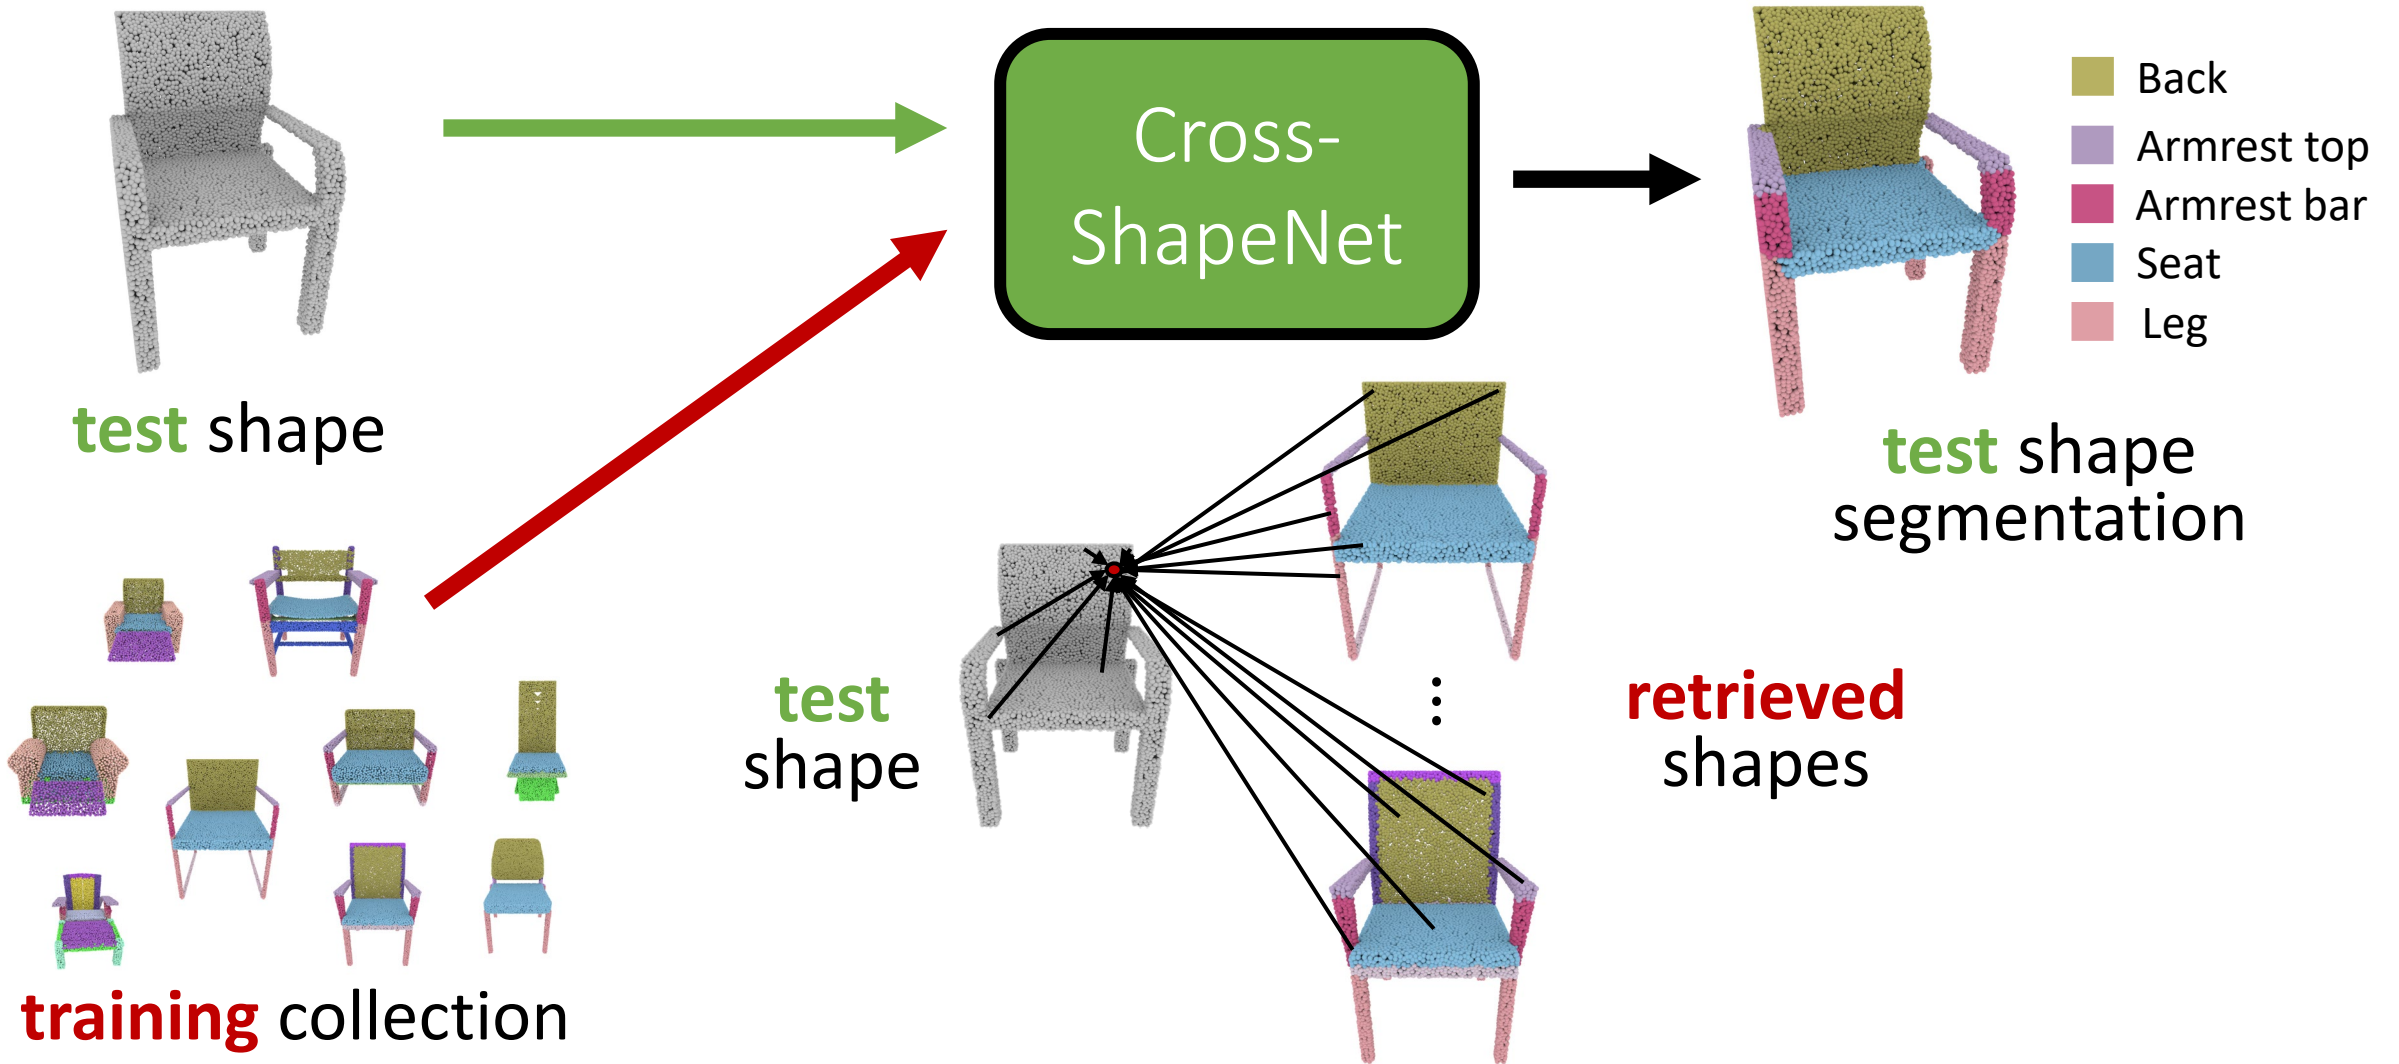 Cross-
ShapeNet
Back
Armrest top
Armrest bar
Seat
Leg
test shape
test shape
segmentation
test
shape
retrieved
shapes
training collection